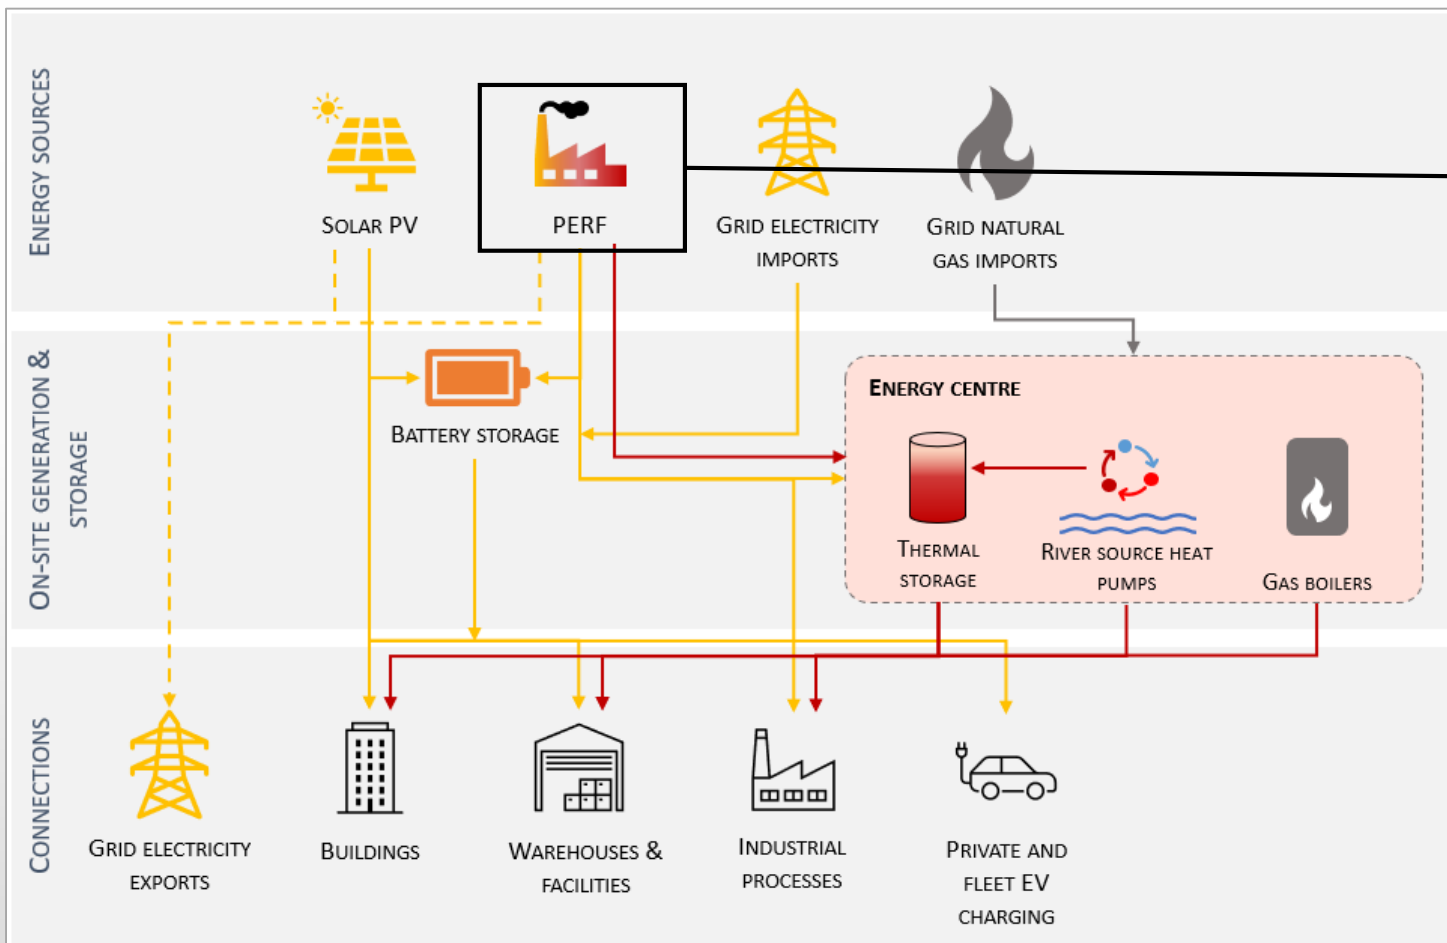 ENERGY SOURCES
SOLAR PV
PERF
GRID ELECTRICITY
IMPORTS
GRID NATURAL
GAS IMPORTS
ON-SITE GENERATION &
STORAGE
BATTERY STORAGE
ENERGY CENTRE
THERMAL
STORAGE
RIVER SOURCE HEAT
PUMPS
GAS BOILERS
CONNECTIONS
GRID ELECTRICITY
EXPORTS
BUILDINGS
WAREHOUSES &
FACILITIES
INDUSTRIAL
PROCESSES
PRIVATE AND
FLEET EV
CHARGING